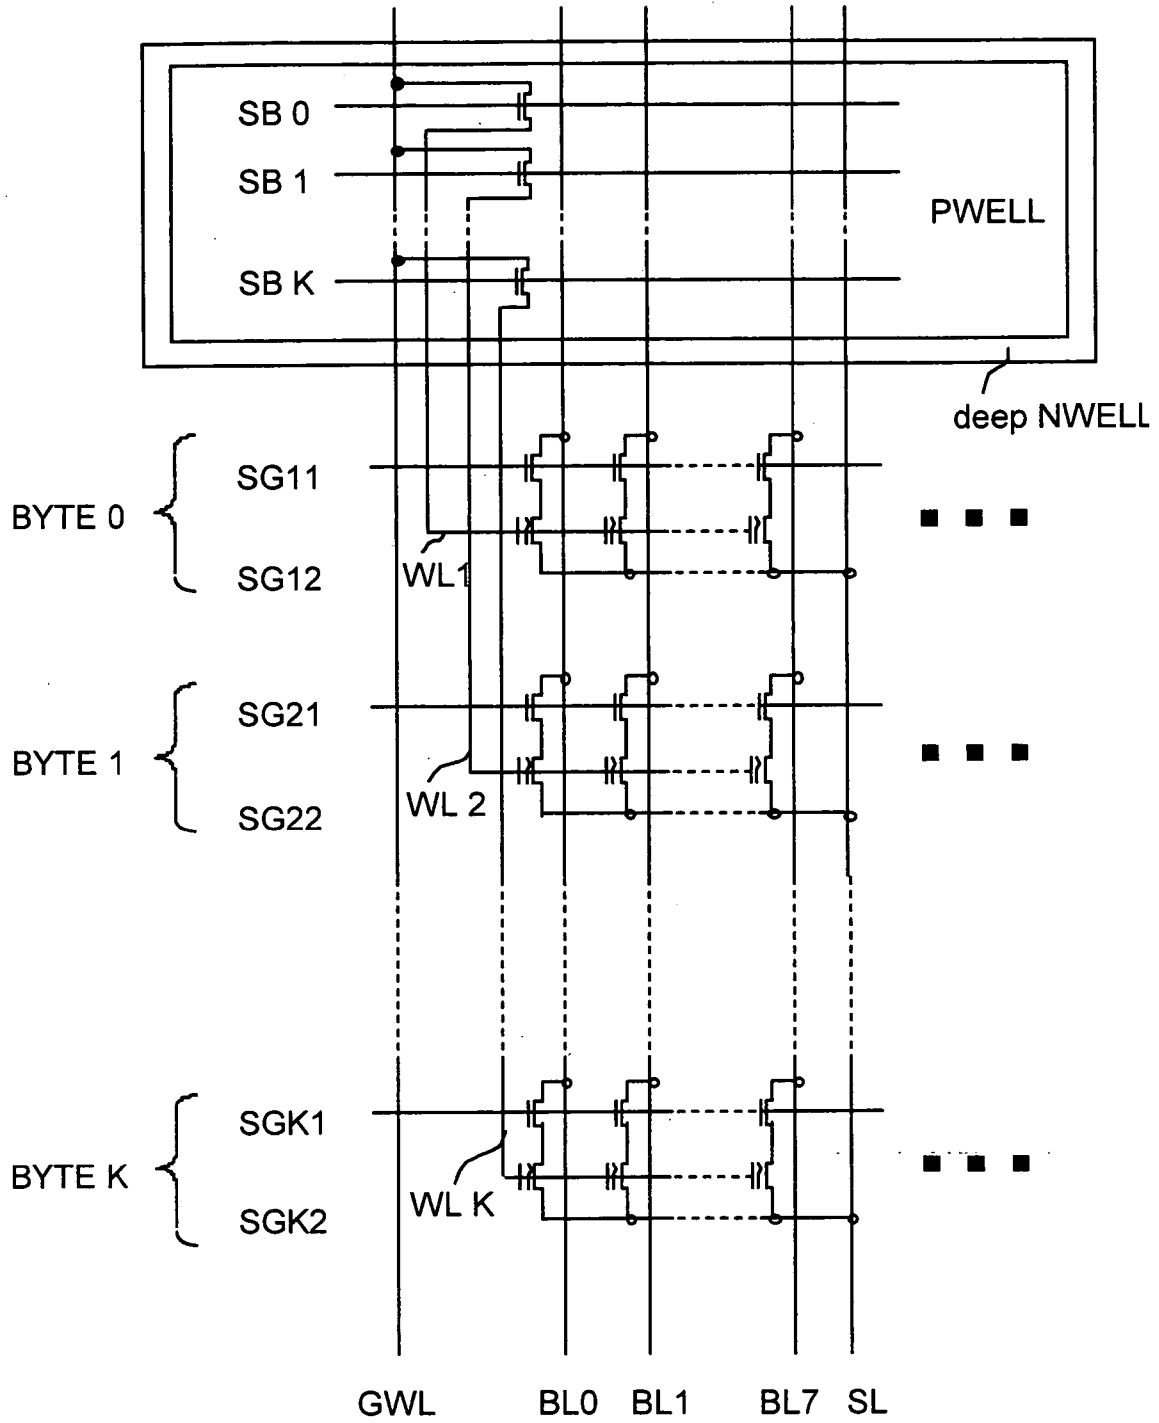 SB 0
SB 1
PWELL
SB K
deep NWELL
SG11
BYTE 0
WL1
SG12
SG21
BYTE 1
WL 2
SG22
SGK1
BYTE K
WL K
SGK2
GWL BL0 BL1 BL7 SL